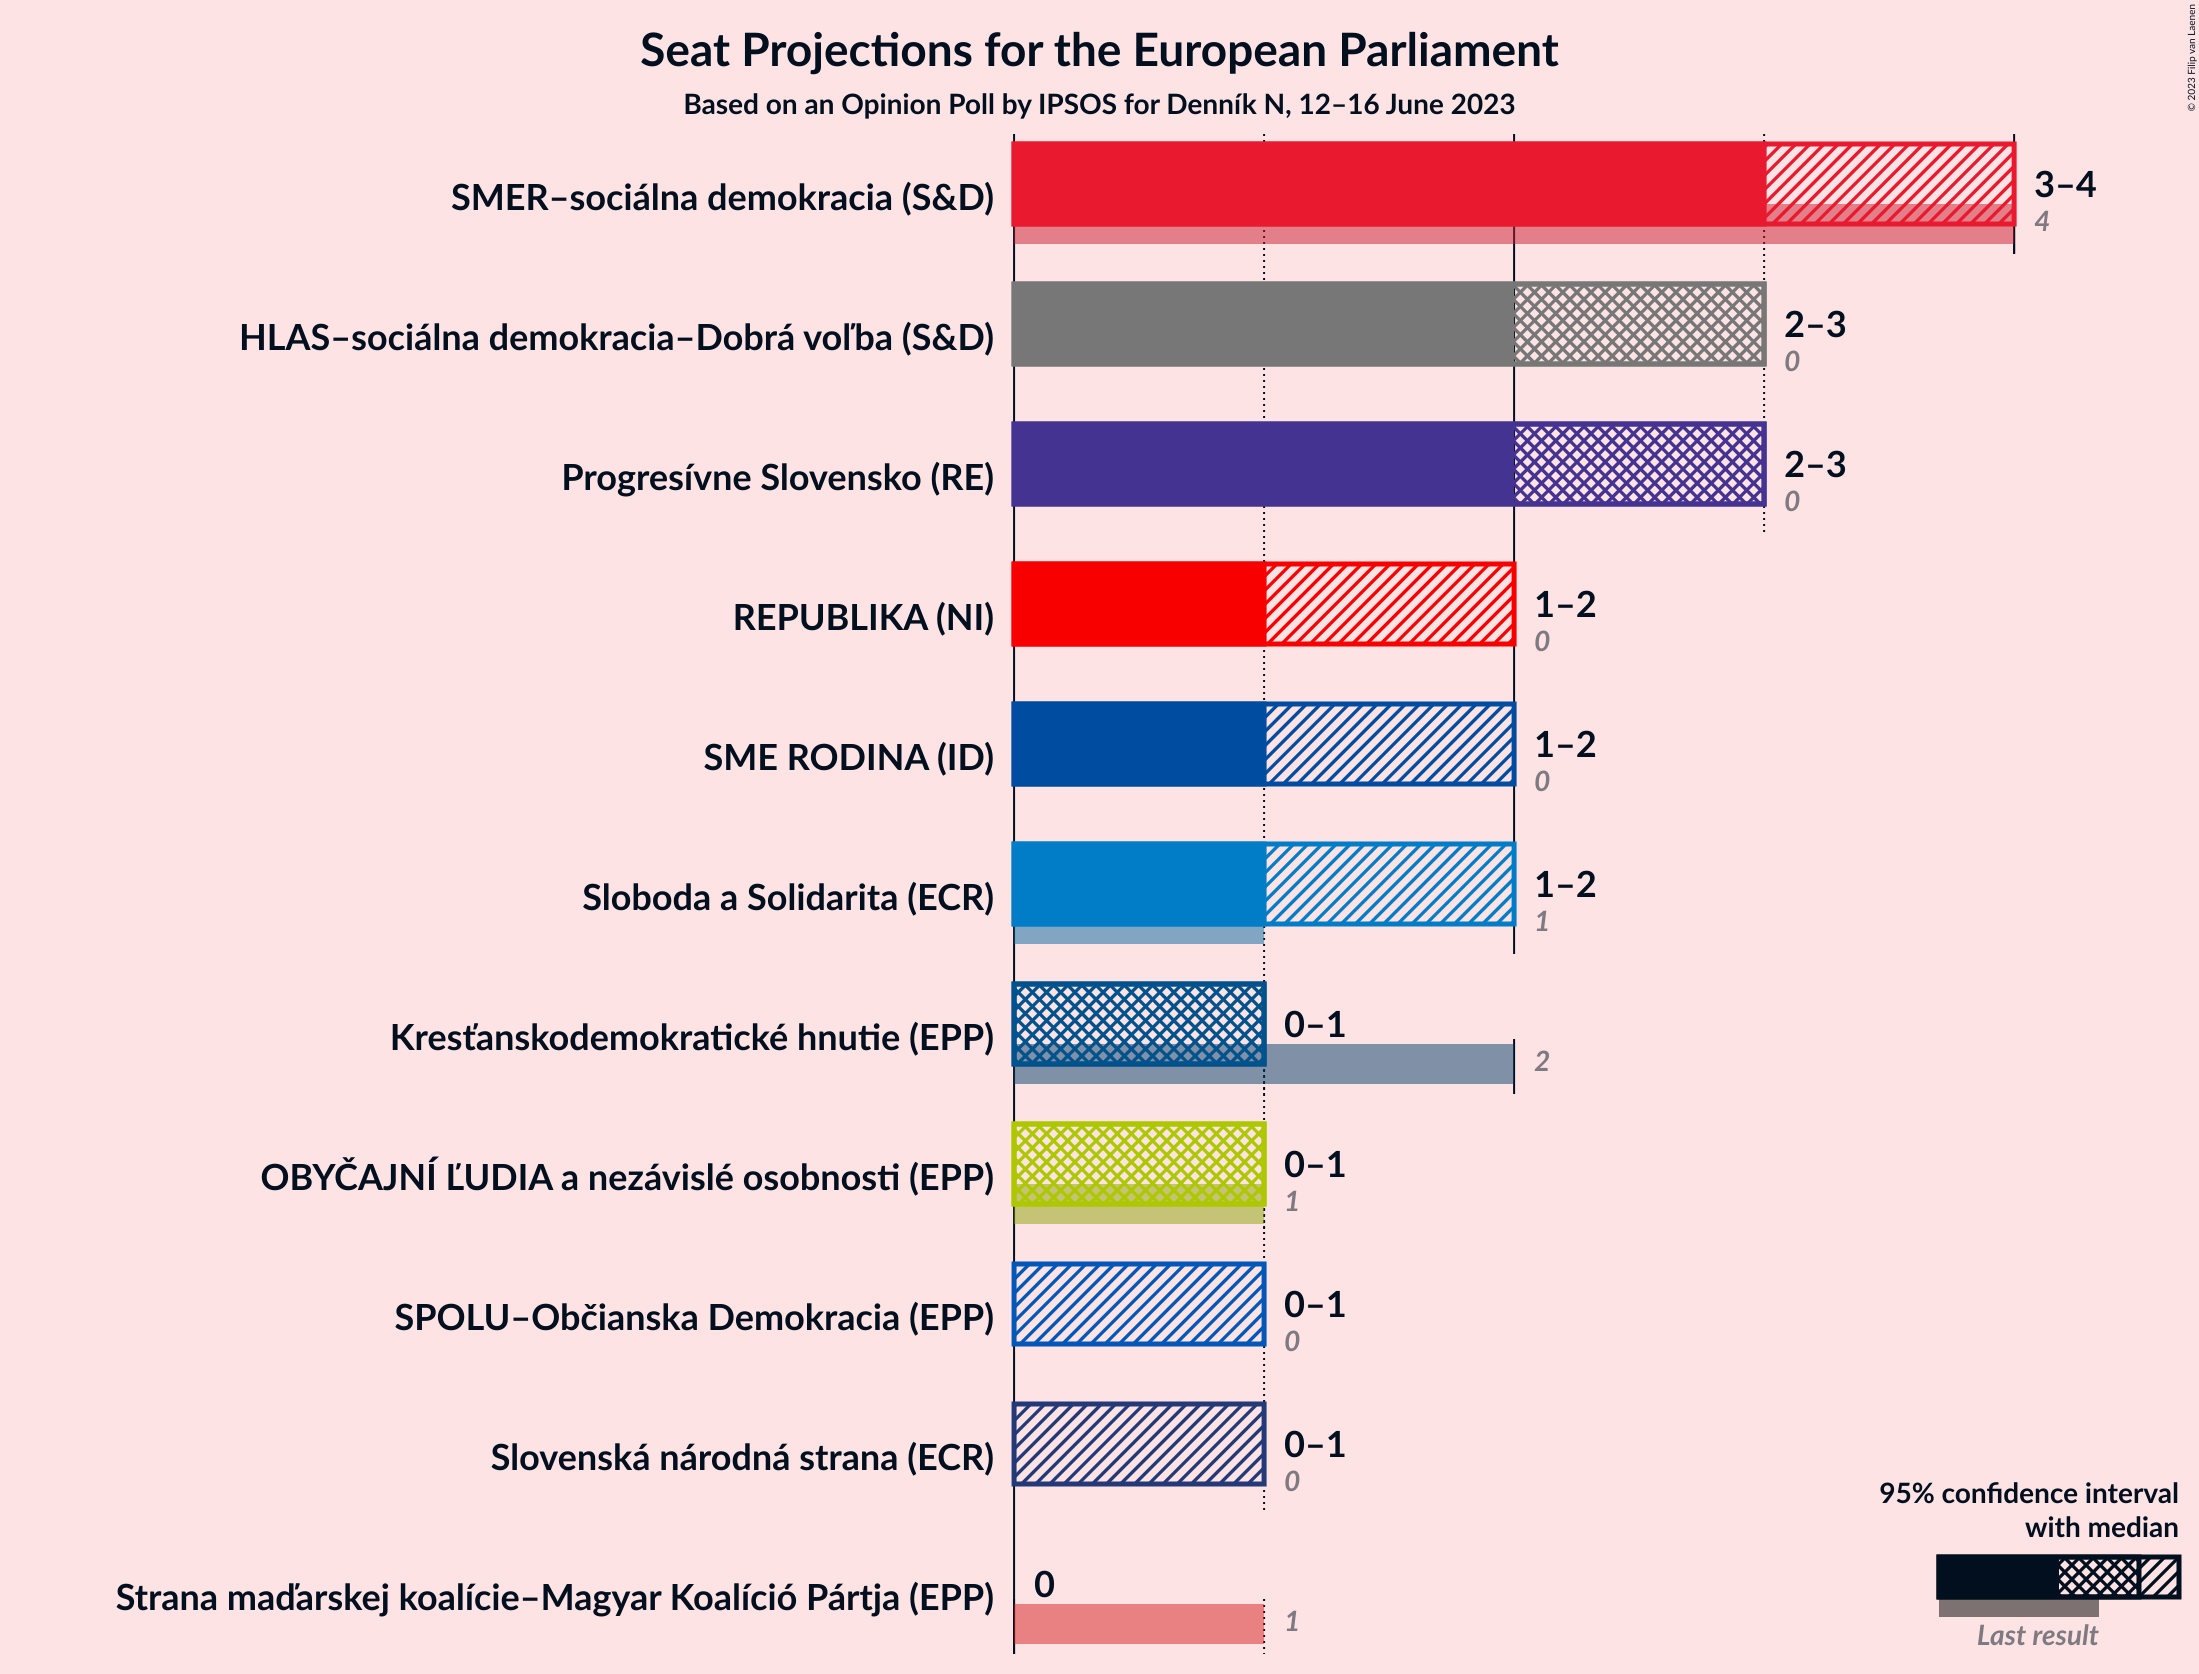 Seat Projections for the European Parliament
Based on an Opinion Poll by IPSOS for Denník N, 12–16 June 2023
© 2023 Filip van Laenen
SMER–sociálna demokracia (S&D)
3–4
4
HLAS–sociálna demokracia–Dobrá voľba (S&D)
2–3
0
Progresívne Slovensko (RE)
2–3
0
REPUBLIKA (NI)
1–2
0
SME RODINA (ID)
1–2
0
Sloboda a Solidarita (ECR)
1–2
1
Kresťanskodemokratické hnutie (EPP)
0–1
2
OBYČAJNÍ ĽUDIA a nezávislé osobnosti (EPP)
0–1
1
SPOLU–Občianska Demokracia (EPP)
0–1
0
Slovenská národná strana (ECR)
0–1
0
Strana maďarskej koalície–Magyar Koalíció Pártja (EPP)
0
1
95% confidence interval
with median
Last result